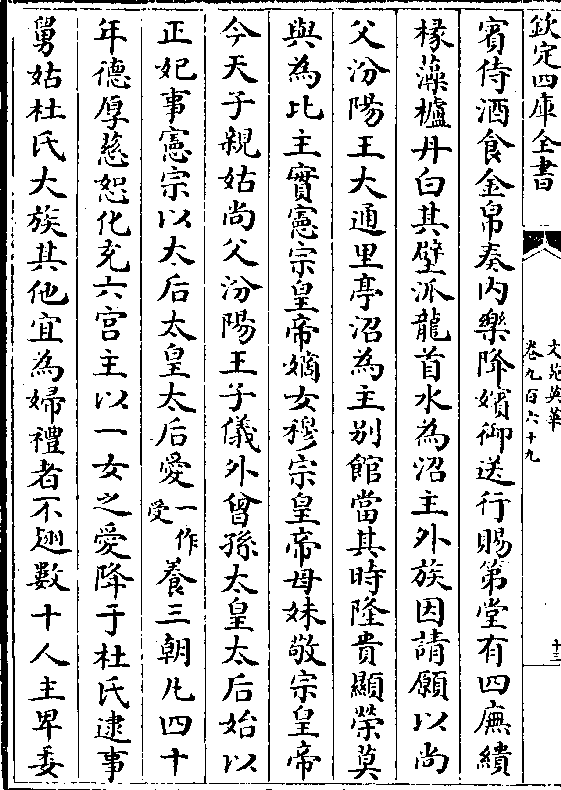 欽定四庫全書
文苑英華
卷九百六十九
十三
賓侍酒食金帛奏内樂降嬪御送行賜第堂有四廡繢
椽藻櫨丹白其壁派龍首水為沼主外族因請願以尚
父汾陽王大通里亭沼為主别館當其時隆貴顯榮莫
與為比主實憲宗皇帝嫡女穆宗皇帝母妹敬宗皇帝
今天子親姑尚父汾陽王子儀外曾孫太皇太后始以
正妃事憲宗以太后太皇太后愛一作受養三朝凡四十
年德厚慈恕化充六宫主以一女之愛降于杜氏逮事
舅姑杜氏大族其他宜為婦禮者不趐數十人主卑委